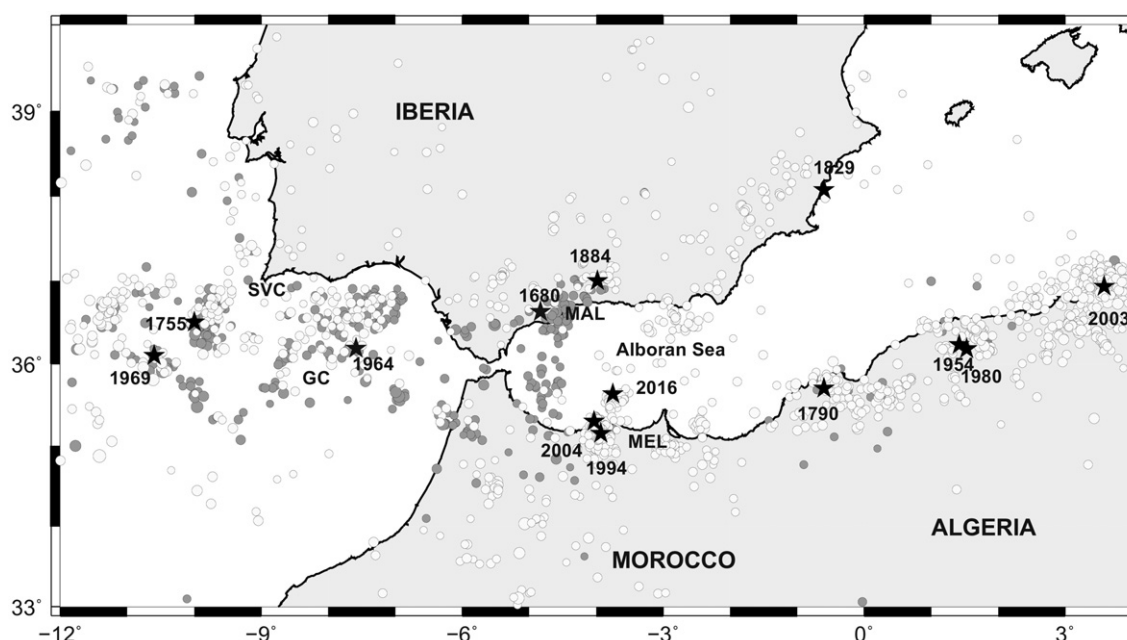 39°
IBERIA
1829
1884
SVC
1680
MAL
1755
2003
Alboran Sea
36°
1969
GC
1964
1954
1980
2016
1790
2004
MEL
1994
ALGERIA
MOROCCO
33°
−12° −9° −6° −3° 0° 3°